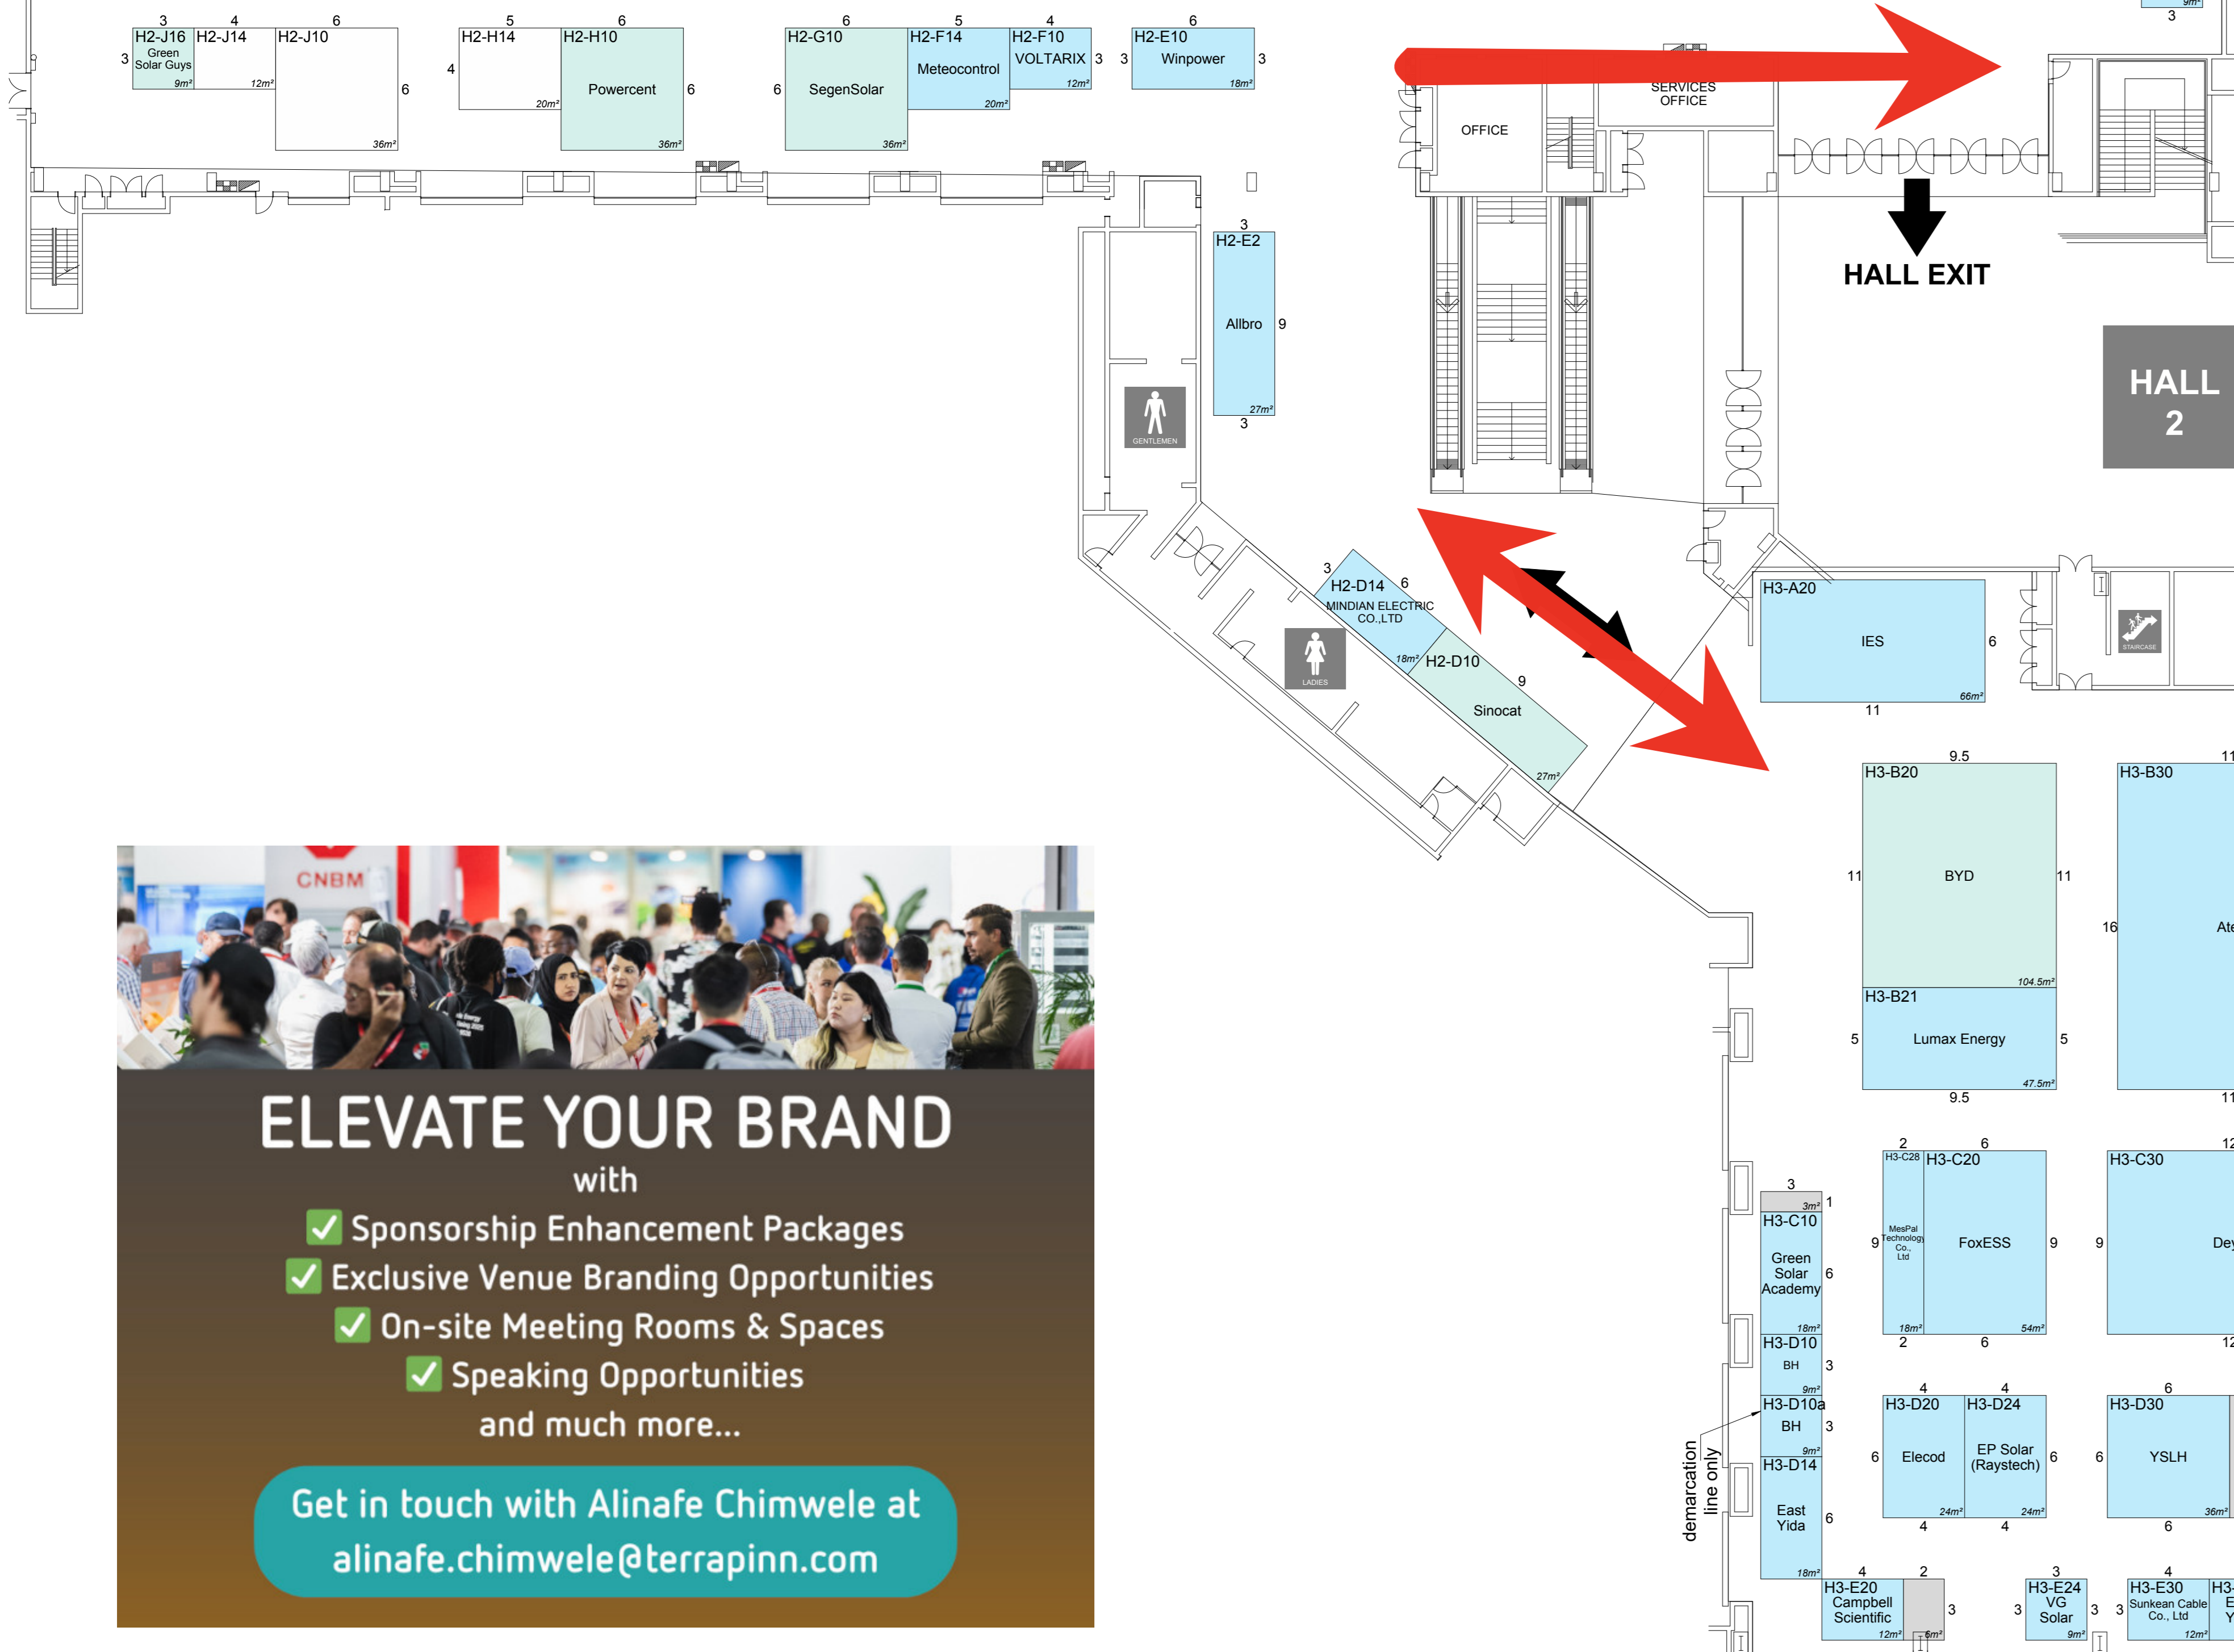 3 4 6 5 6 6 5 4 6
9m²
3
H2-J16 H2-J14 H2-J10 H2-H14 H2-H10 H2-G10 H2-F14 H2-F10 H2-E10
3 Green
Solar Guys
9m²
12m²
6
36m²
4
20m²
Powercent
6
36m²
6
SegenSolar
36m²
Meteocontrol
20m²
VOLTARIX
3
12m²
3
Winpower
3
18m²
SERVICES
OFFICE
OFFICE
HALL EXIT
HALL
2
3
H2-E2
Allbro
9
27m²
3
GENTLEMEN
LADIES
3
H2-D14
6
MINDIAN ELECTRIC
CO.,LTD
18m²
H2-D10
9
Sinocat
27m²
H3-A20
IES
6
66m²
11
STAIRCASE
9.5
H3-B20
11
BYD
11
104.5m²
H3-B21
5
Lumax Energy
5
47.5m²
9.5
11
H3-B30
16
Ate
11
2
6
H3-C28
H3-C20
9
MesPal
Technology
Co.,
Ltd
18m²
2
FoxESS
9
54m²
6
12
H3-C30
9
Dey
12
3
3m²
1
H3-C10
Green
Solar
Academy
6
18m²
H3-D10
BH
3
9m²
H3-D10a
BH
3
9m²
H3-D14
East
Yida
6
18m²
demarcation
line only
4
4
H3-D20
H3-D24
6
Elecod
24m²
4
EP Solar
(Raystech)
6
24m²
4
6
H3-D30
6
YSLH
36m²
6
4
2
H3-E20
Campbell
Scientific
12m²
3
6m²
3
H3-E24
3
VG
Solar
3
9m²
4
H3-E30
3
Sunkean Cable
Co., Ltd
12m²
H3-
E
Y
CNBM
ELEVATE YOUR BRAND
with
Sponsorship Enhancement Packages
Exclusive Venue Branding Opportunities
On-site Meeting Rooms & Spaces
Speaking Opportunities
and much more...
Get in touch with Alinafe Chimwele at
alinafe.chimwele@terrapinn.com